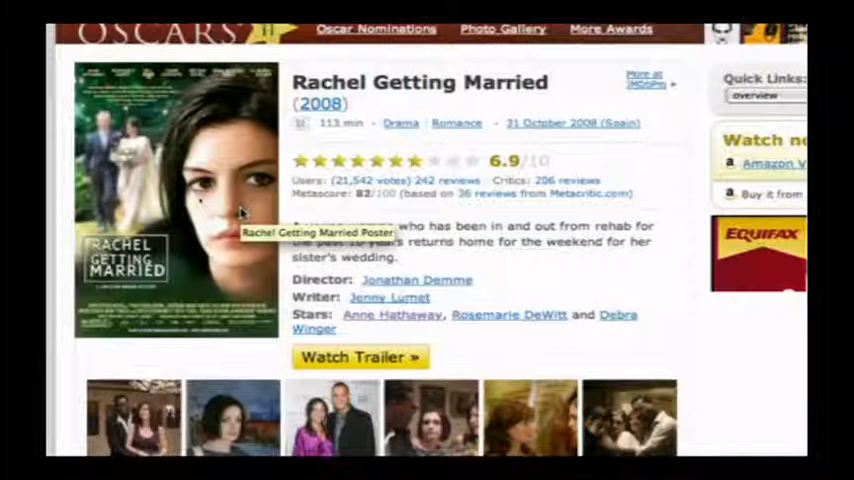 OSCARS
Oscar Nominations Photo Gallery More Awards
Rachel Getting Married
(2008)
More at
IMDbPro »
113 min - Drama | Romance - 31 October 2008 (Spain)
6.9/10
Users: (21,542 votes) 242 reviews Critics: 206 reviews
Metascore: 82/100 (based on 36 reviews from Metacritic.com)
who has been in and out from rehab for
the past 10 years returns home for the weekend for her
sister's wedding.
Rachel Getting Married Poster
Director: Jonathan Demme
Writer: Jenny Lumet
Stars: Anne Hathaway, Rosemarie DeWitt and Debra
Winger
Watch Trailer »
RACHEL
GETTING
MARRIED
Quick Links:
overview
Watch
a Amazon V
a Buy it from
EQUIFAX